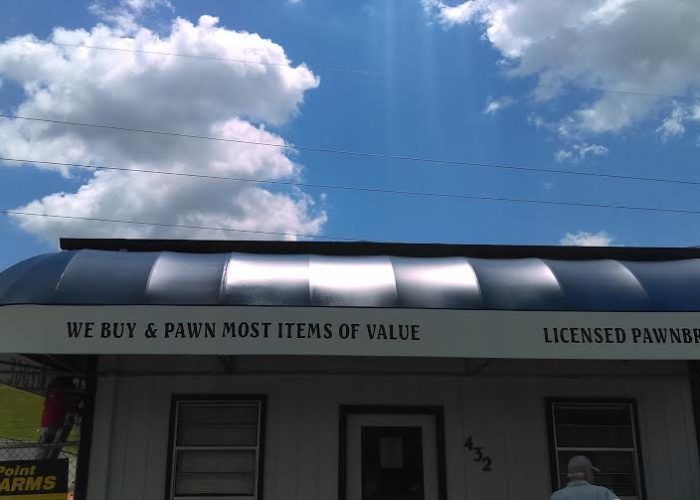 WE BUY & PAWN MOST ITEMS OF VALUE
LICENSED PAWNBR
432
Point
ARMS